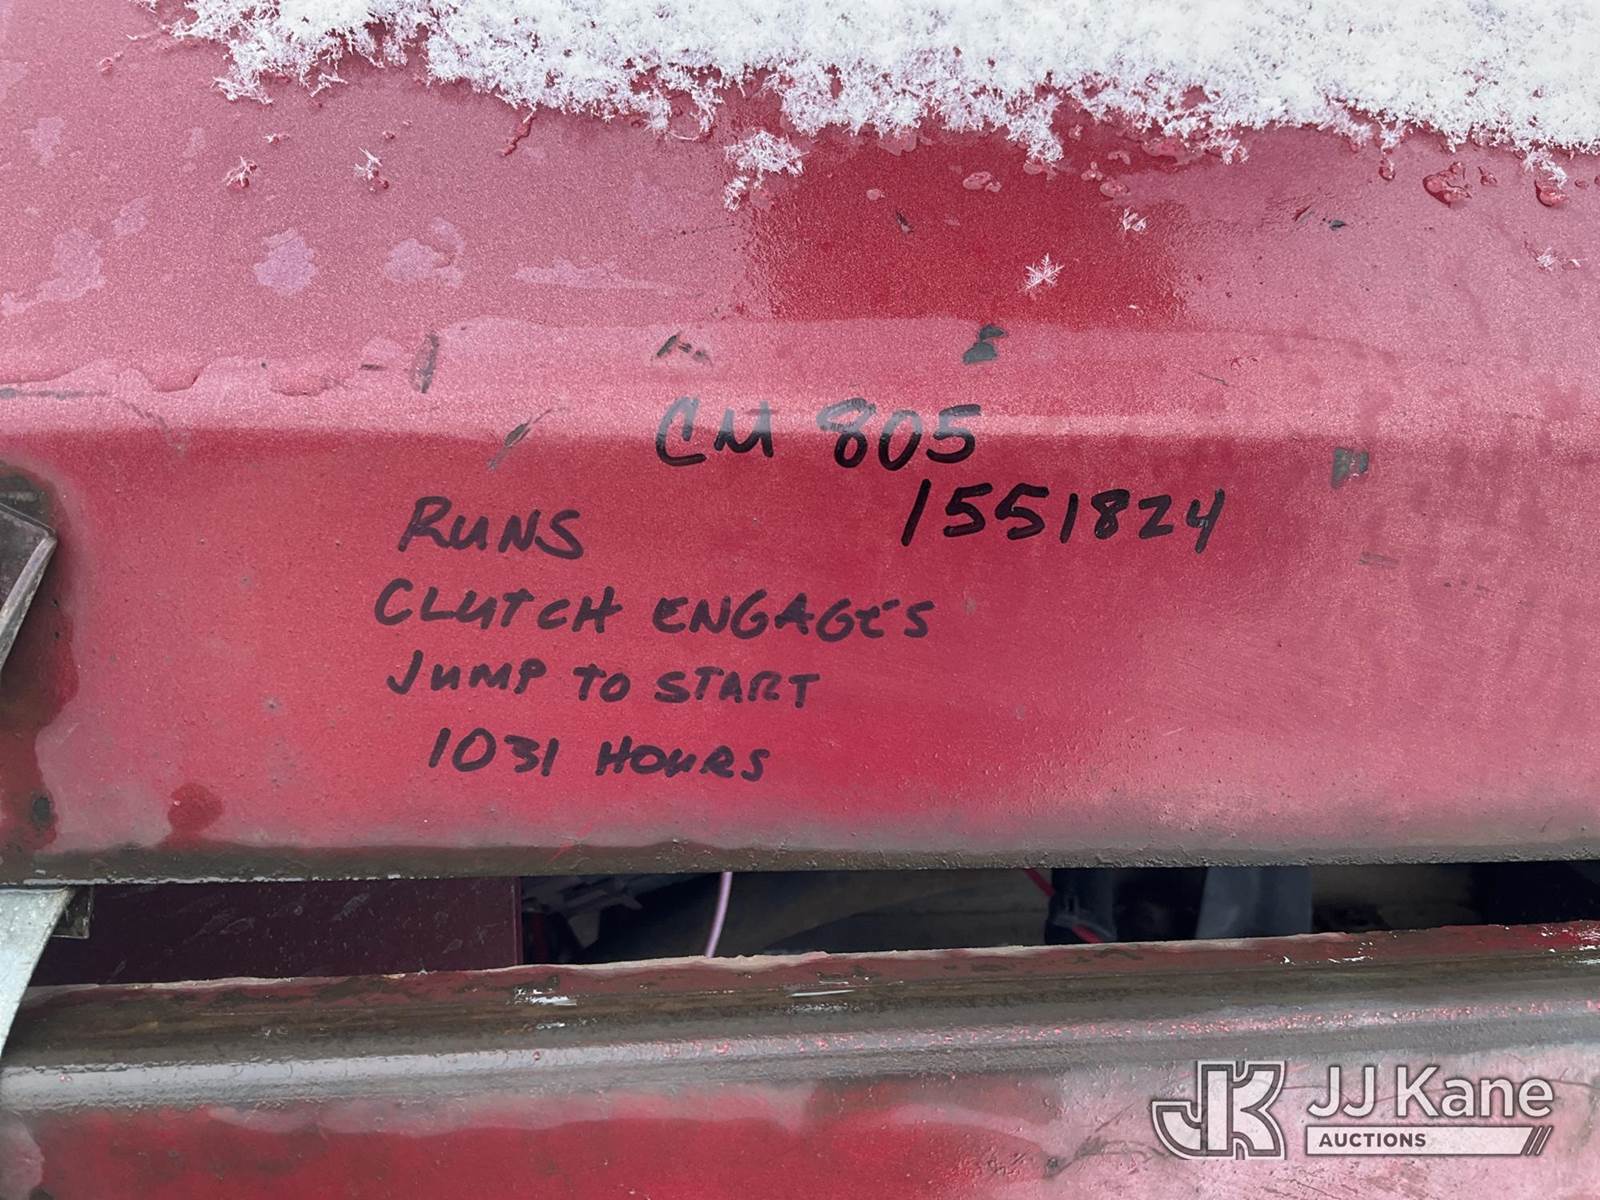 CM 805
1551824
RUNS
CLUTCH ENGAGES
JUMP TO START
1031 HOURS
JJ Kane
AUCTIONS